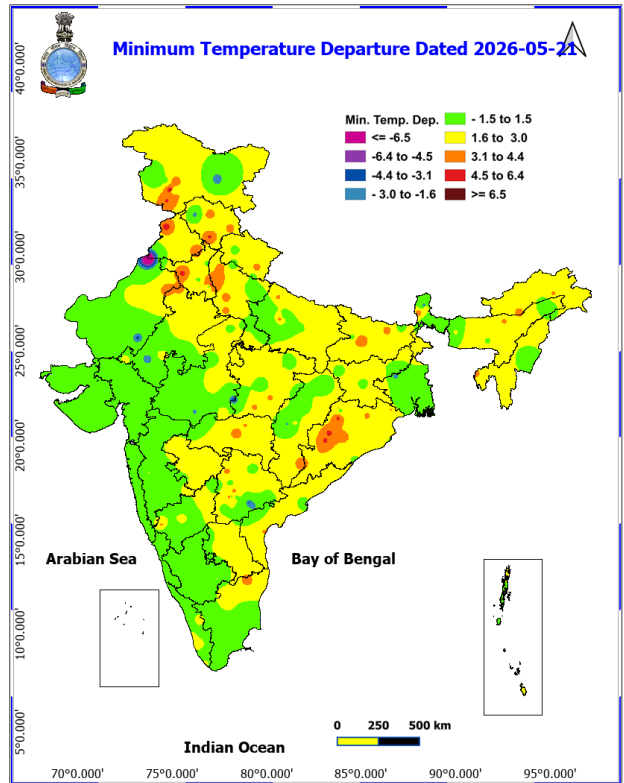 Minimum Temperature Departure Dated 2026-05-21
Min. Temp. Dep.
<= -6.5
-6.4 to -4.5
-4.4 to -3.1
- 3.0 to -1.6
- 1.5 to 1.5
1.6 to 3.0
3.1 to 4.4
4.5 to 6.4
>= 6.5
40°0.000'
35°0.000'
30°0.000'
25°0.000'
20°0.000'
15°0.000'
10°0.000'
5°0.000'
Arabian Sea
Bay of Bengal
Indian Ocean
0 250 500 km
70°0.000' 75°0.000' 80°0.000' 85°0.000' 90°0.000' 95°0.000'